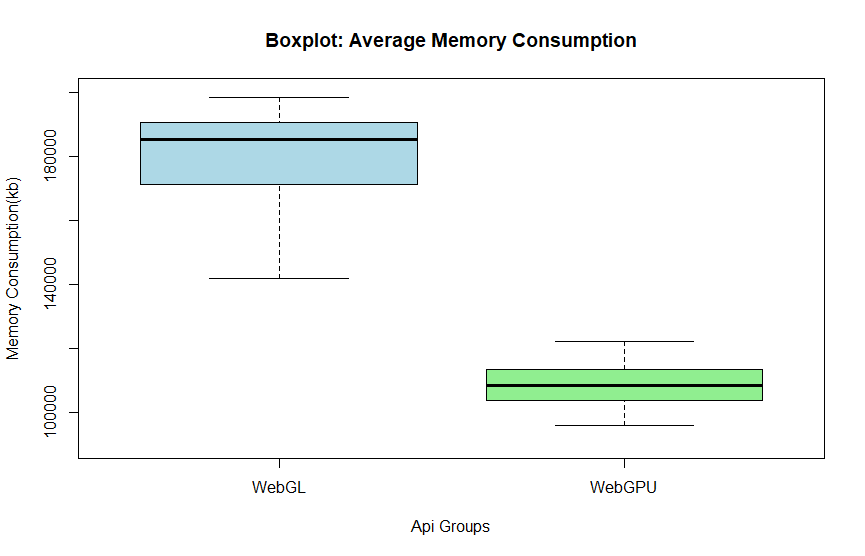 Boxplot: Average Memory Consumption
Memory Consumption(kb)
180000
140000
100000
WebGL
WebGPU
Api Groups